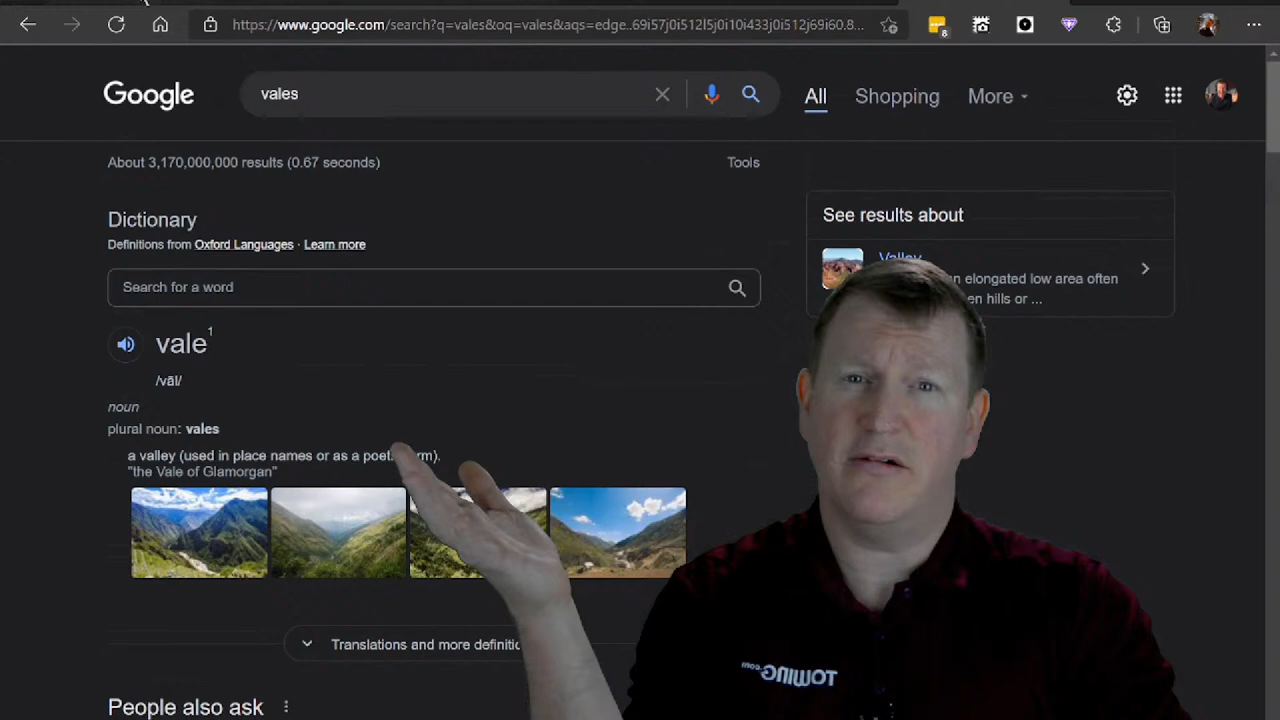 https://www.google.com/search?q=vales&oq=vales&aqs=edge..69i57j0i512l5j0i10i433j0i512j69i60.8...
8
Google
vales
All
Shopping
More
About 3,170,000,000 results (0.67 seconds)
Tools
Dictionary
Definitions from Oxford Languages · Learn more
Search for a word
vale1
/vāl/
noun
plural noun: vales
a valley (used in place names or as a
"the Vale of Glamorgan"
Translations and more
People also ask
See results about
Valley
elongated low area often
hills or ...
TOWING.com